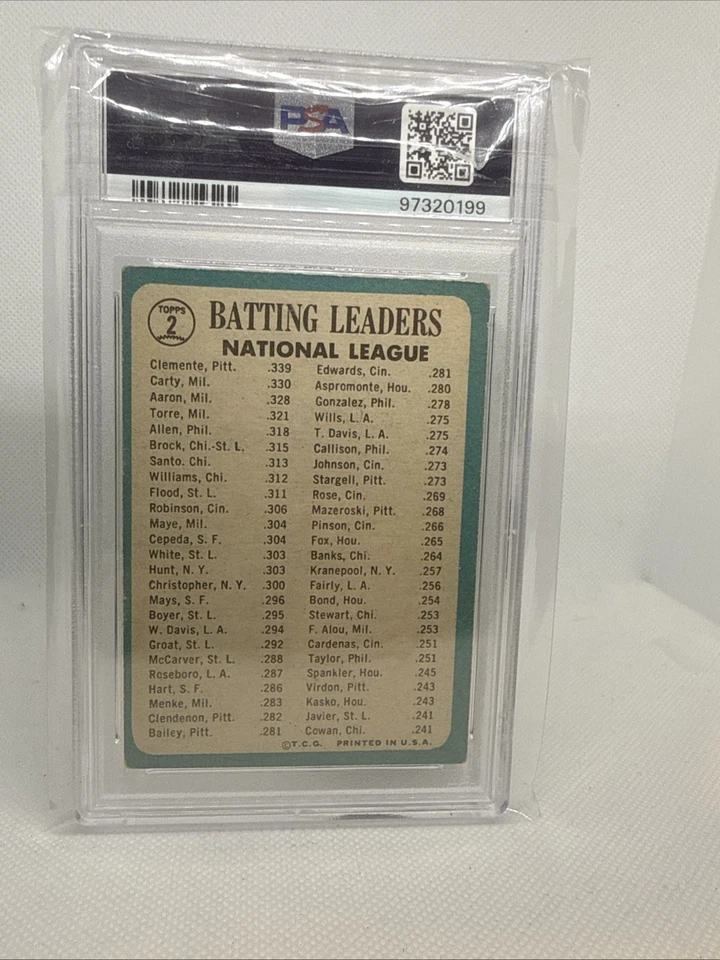 PSA
97320199
TOPPS
2
BATTING LEADERS
NATIONAL LEAGUE
Clemente, Pitt. .339
Carty, Mil. .330
Aaron, Mil. .328
Torre, Mil. .321
Allen, Phil. .318
Brock, Chi.-St. L. .315
Santo. Chi. .313
Williams, Chi. .312
Flood, St. L. .311
Robinson, Cin. .306
Maye, Mil. .304
Cepeda, S. F. .304
White, St. L. .303
Hunt, N. Y. .303
Christopher, N. Y. .300
Mays, S. F. .296
Boyer, St. L. .295
W. Davis, L. A. .294
Groat, St. L. .292
McCarver, St. L. .288
Roseboro, L. A. .287
Hart, S. F. .286
Menke, Mil. .283
Clendenon, Pitt. .282
Bailey, Pitt. .281
Edwards, Cin. .281
Aspromonte, Hou. .280
Gonzalez, Phil. .278
Wills, L. A. .275
T. Davis, L. A. .275
Callison, Phil. .274
Johnson, Cin. .273
Stargell, Pitt. .273
Rose, Cin. .269
Mazeroski, Pitt. .268
Pinson, Cin. .266
Fox, Hou. .265
Banks, Chi. .264
Kranepool, N. Y. .257
Fairly, L. A. .256
Bond, Hou. .254
Stewart, Chi. .253
F. Alou, Mil. .253
Cardenas, Cin. .251
Taylor, Phil. .251
Spankler, Hou. .245
Virdon, Pitt. .243
Kasko, Hou. .243
Javier, St. L. .241
Cowan, Chi. .241
©T.C.G. PRINTED IN U.S.A.